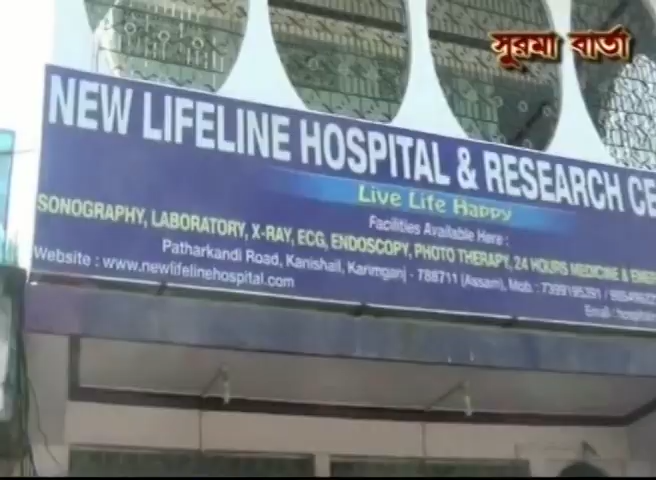 সুরমা বার্তা
NEW LIFELINE HOSPITAL & RESEARCH CE
Live Life Happy
Facilities Available Here :
SONOGRAPHY, LABORATORY, X-RAY, ECG, ENDOSCOPY, PHOTO THERAPY, 24 HOURS MEDICINE & EMER
Patharkandi Road, Kanishail, Karimganj - 788711 (Assam), Mob. :
Website : www.newlifelinehospital.com
Email :